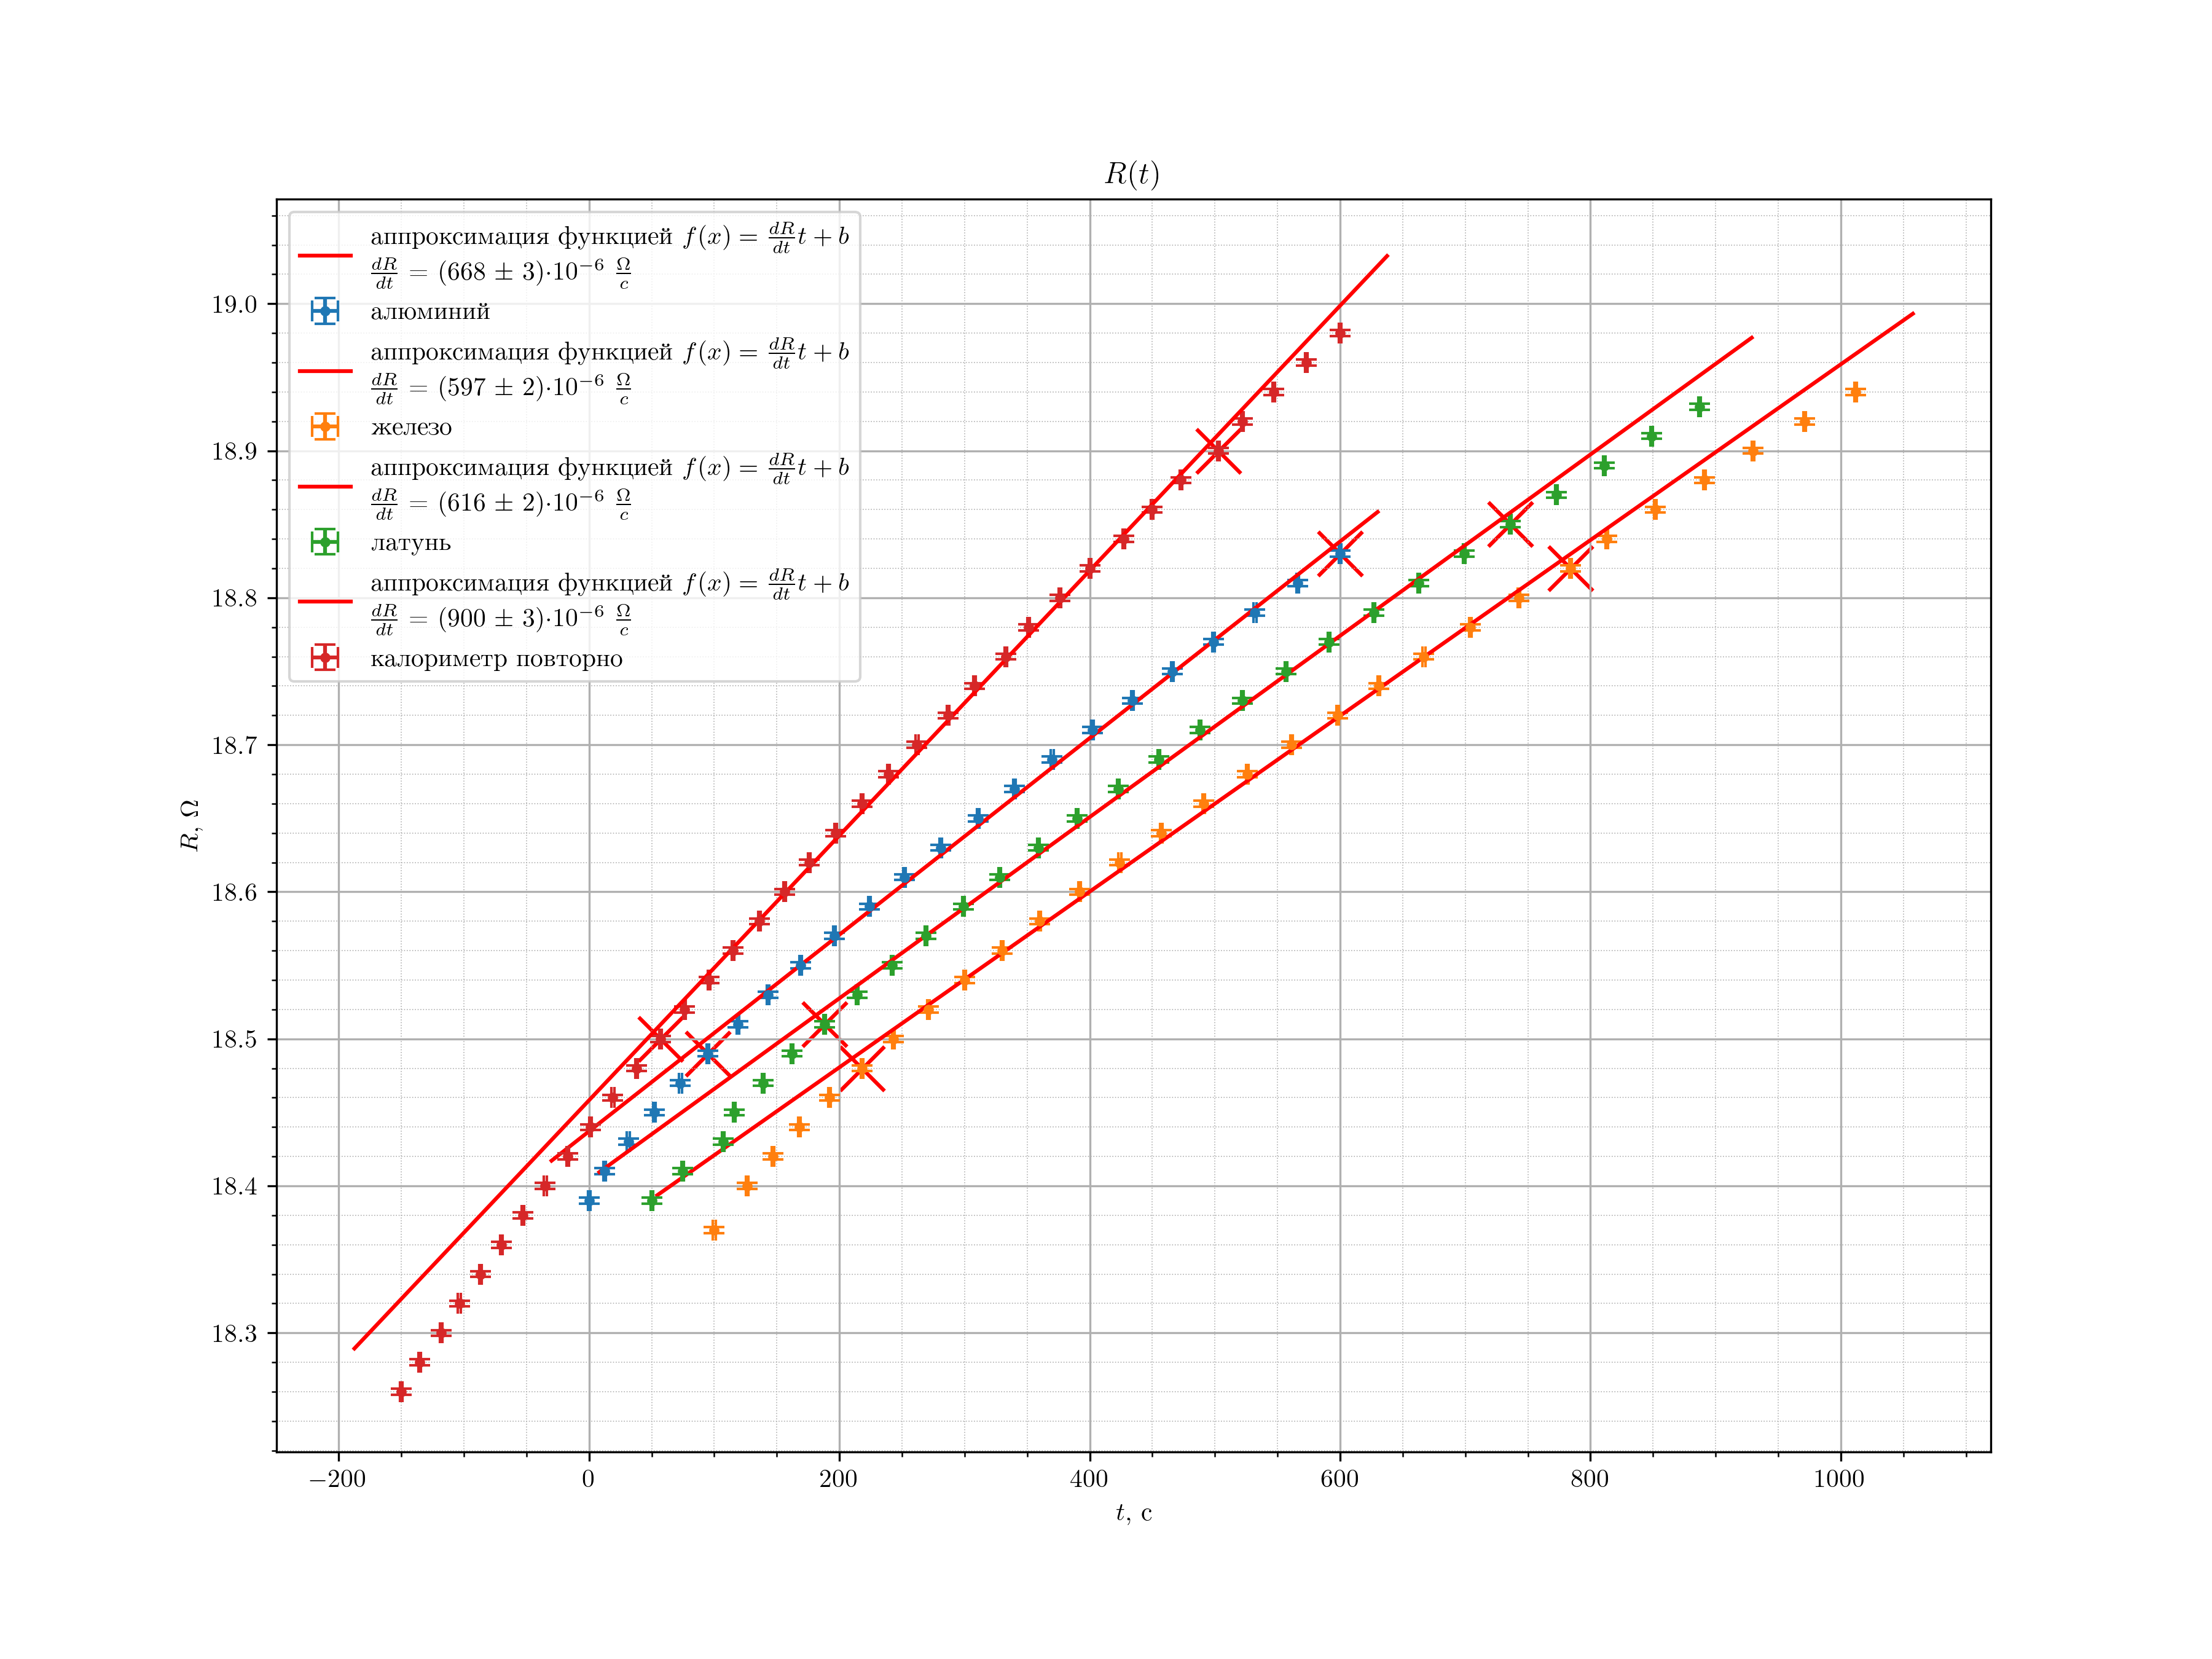 R(t)
аппроксимация функцией f(x) = dR/dt t + b
dR/dt = (668 ± 3)·10⁻⁶ Ω/c
алюминий
аппроксимация функцией f(x) = dR/dt t + b
dR/dt = (597 ± 2)·10⁻⁶ Ω/c
железо
аппроксимация функцией f(x) = dR/dt t + b
dR/dt = (616 ± 2)·10⁻⁶ Ω/c
латунь
аппроксимация функцией f(x) = dR/dt t + b
dR/dt = (900 ± 3)·10⁻⁶ Ω/c
калориметр повторно
19.0
18.9
18.8
18.7
18.6
18.5
18.4
18.3
R, Ω
−200 0 200 400 600 800 1000
t, с